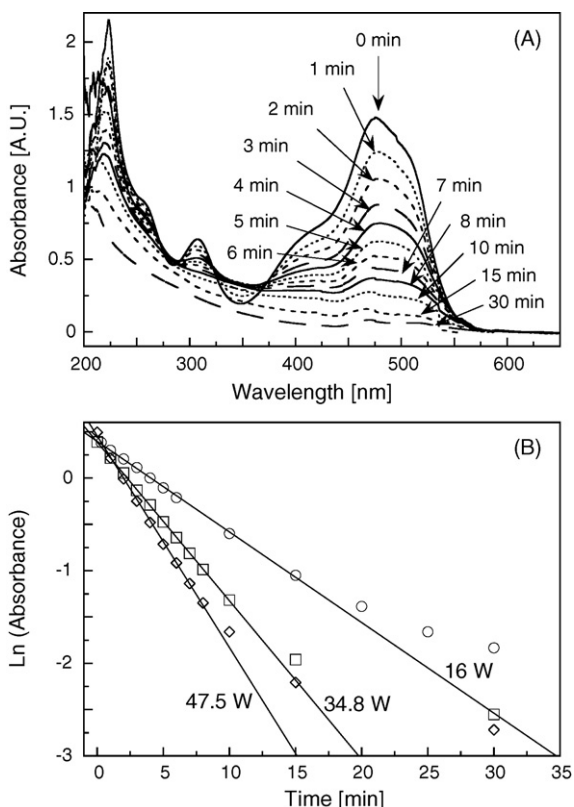 (A)
0 min
1 min
2 min
3 min
4 min
5 min
6 min
7 min
8 min
10 min
15 min
30 min
Absorbance [A.U.]
2
1.5
1
0.5
0
200 300 400 500 600
Wavelength [nm]
(B)
Ln (Absorbance)
0
-1
-2
-3
47.5 W
34.8 W
16 W
0 5 10 15 20 25 30 35
Time [min]